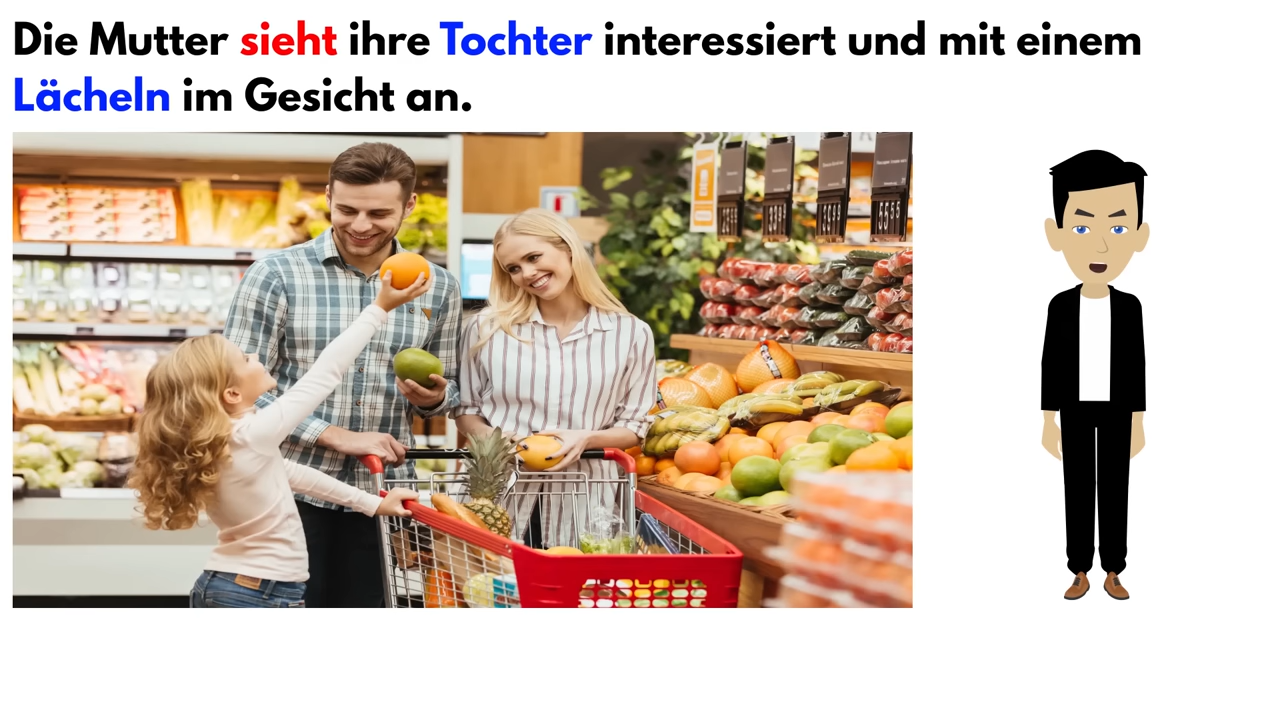 Die Mutter sieht ihre Tochter interessiert und mit einem
Lächeln im Gesicht an.